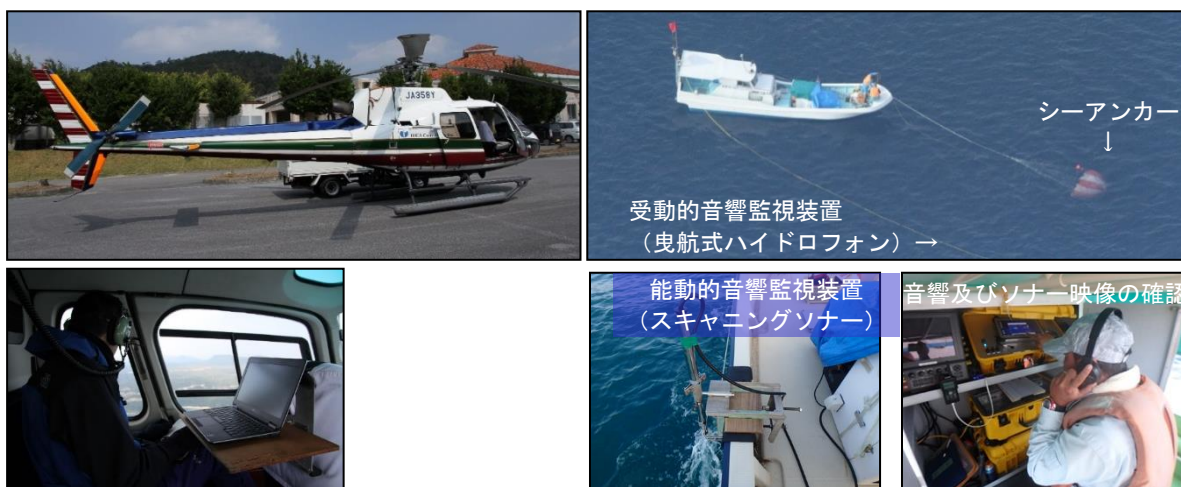 JA358Y
シーアンカー
↓
受動的音響監視装置
（曳航式ハイドロフォン）→
能動的音響監視装置
（スキャニングソナー）
音響及びソナー映像の確認